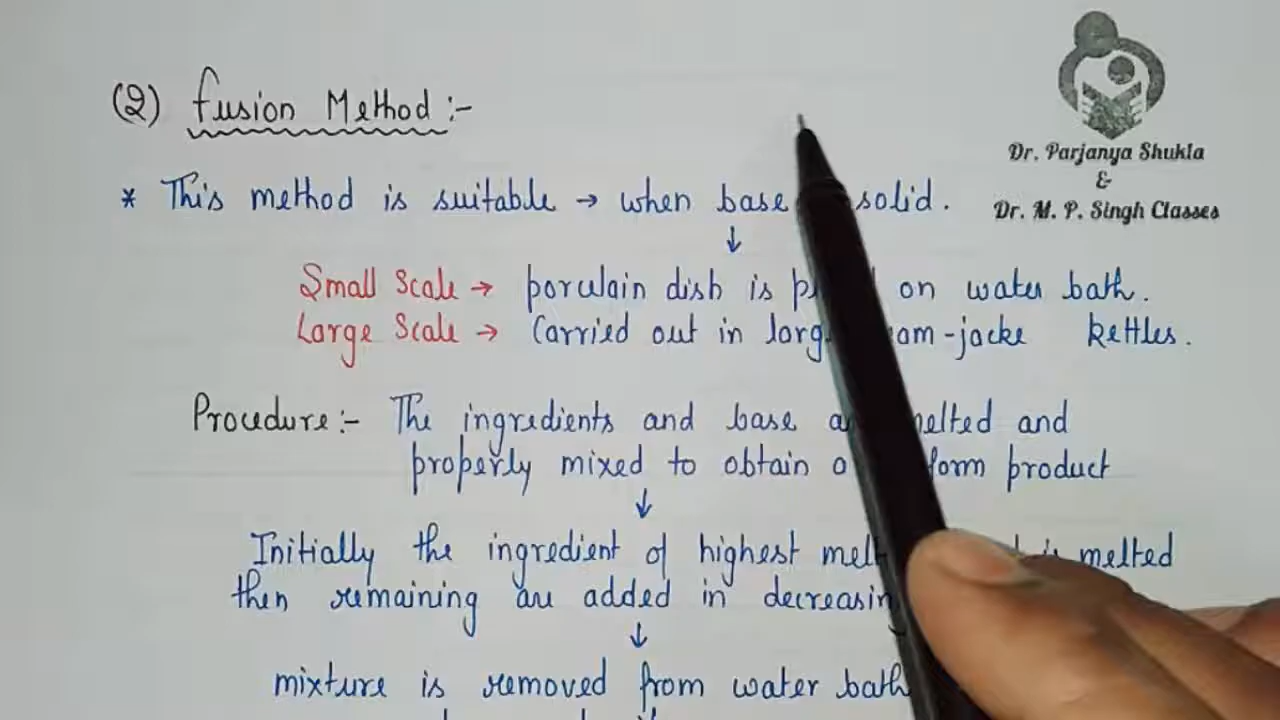 (2) Fusion Method :-
* This method is suitable → when base solid.
↓
Small Scale → porcelain dish is on water bath.
Large Scale → Carried out in large -jacke kettles.
Procedure :- The ingredients and base melted and
properly mixed to obtain product
↓
Initially the ingredient of highest melted
then remaining are added in
↓
mixture is removed from water bath
Dr. Parjanya Shukla
&
Dr. M. P. Singh Classes